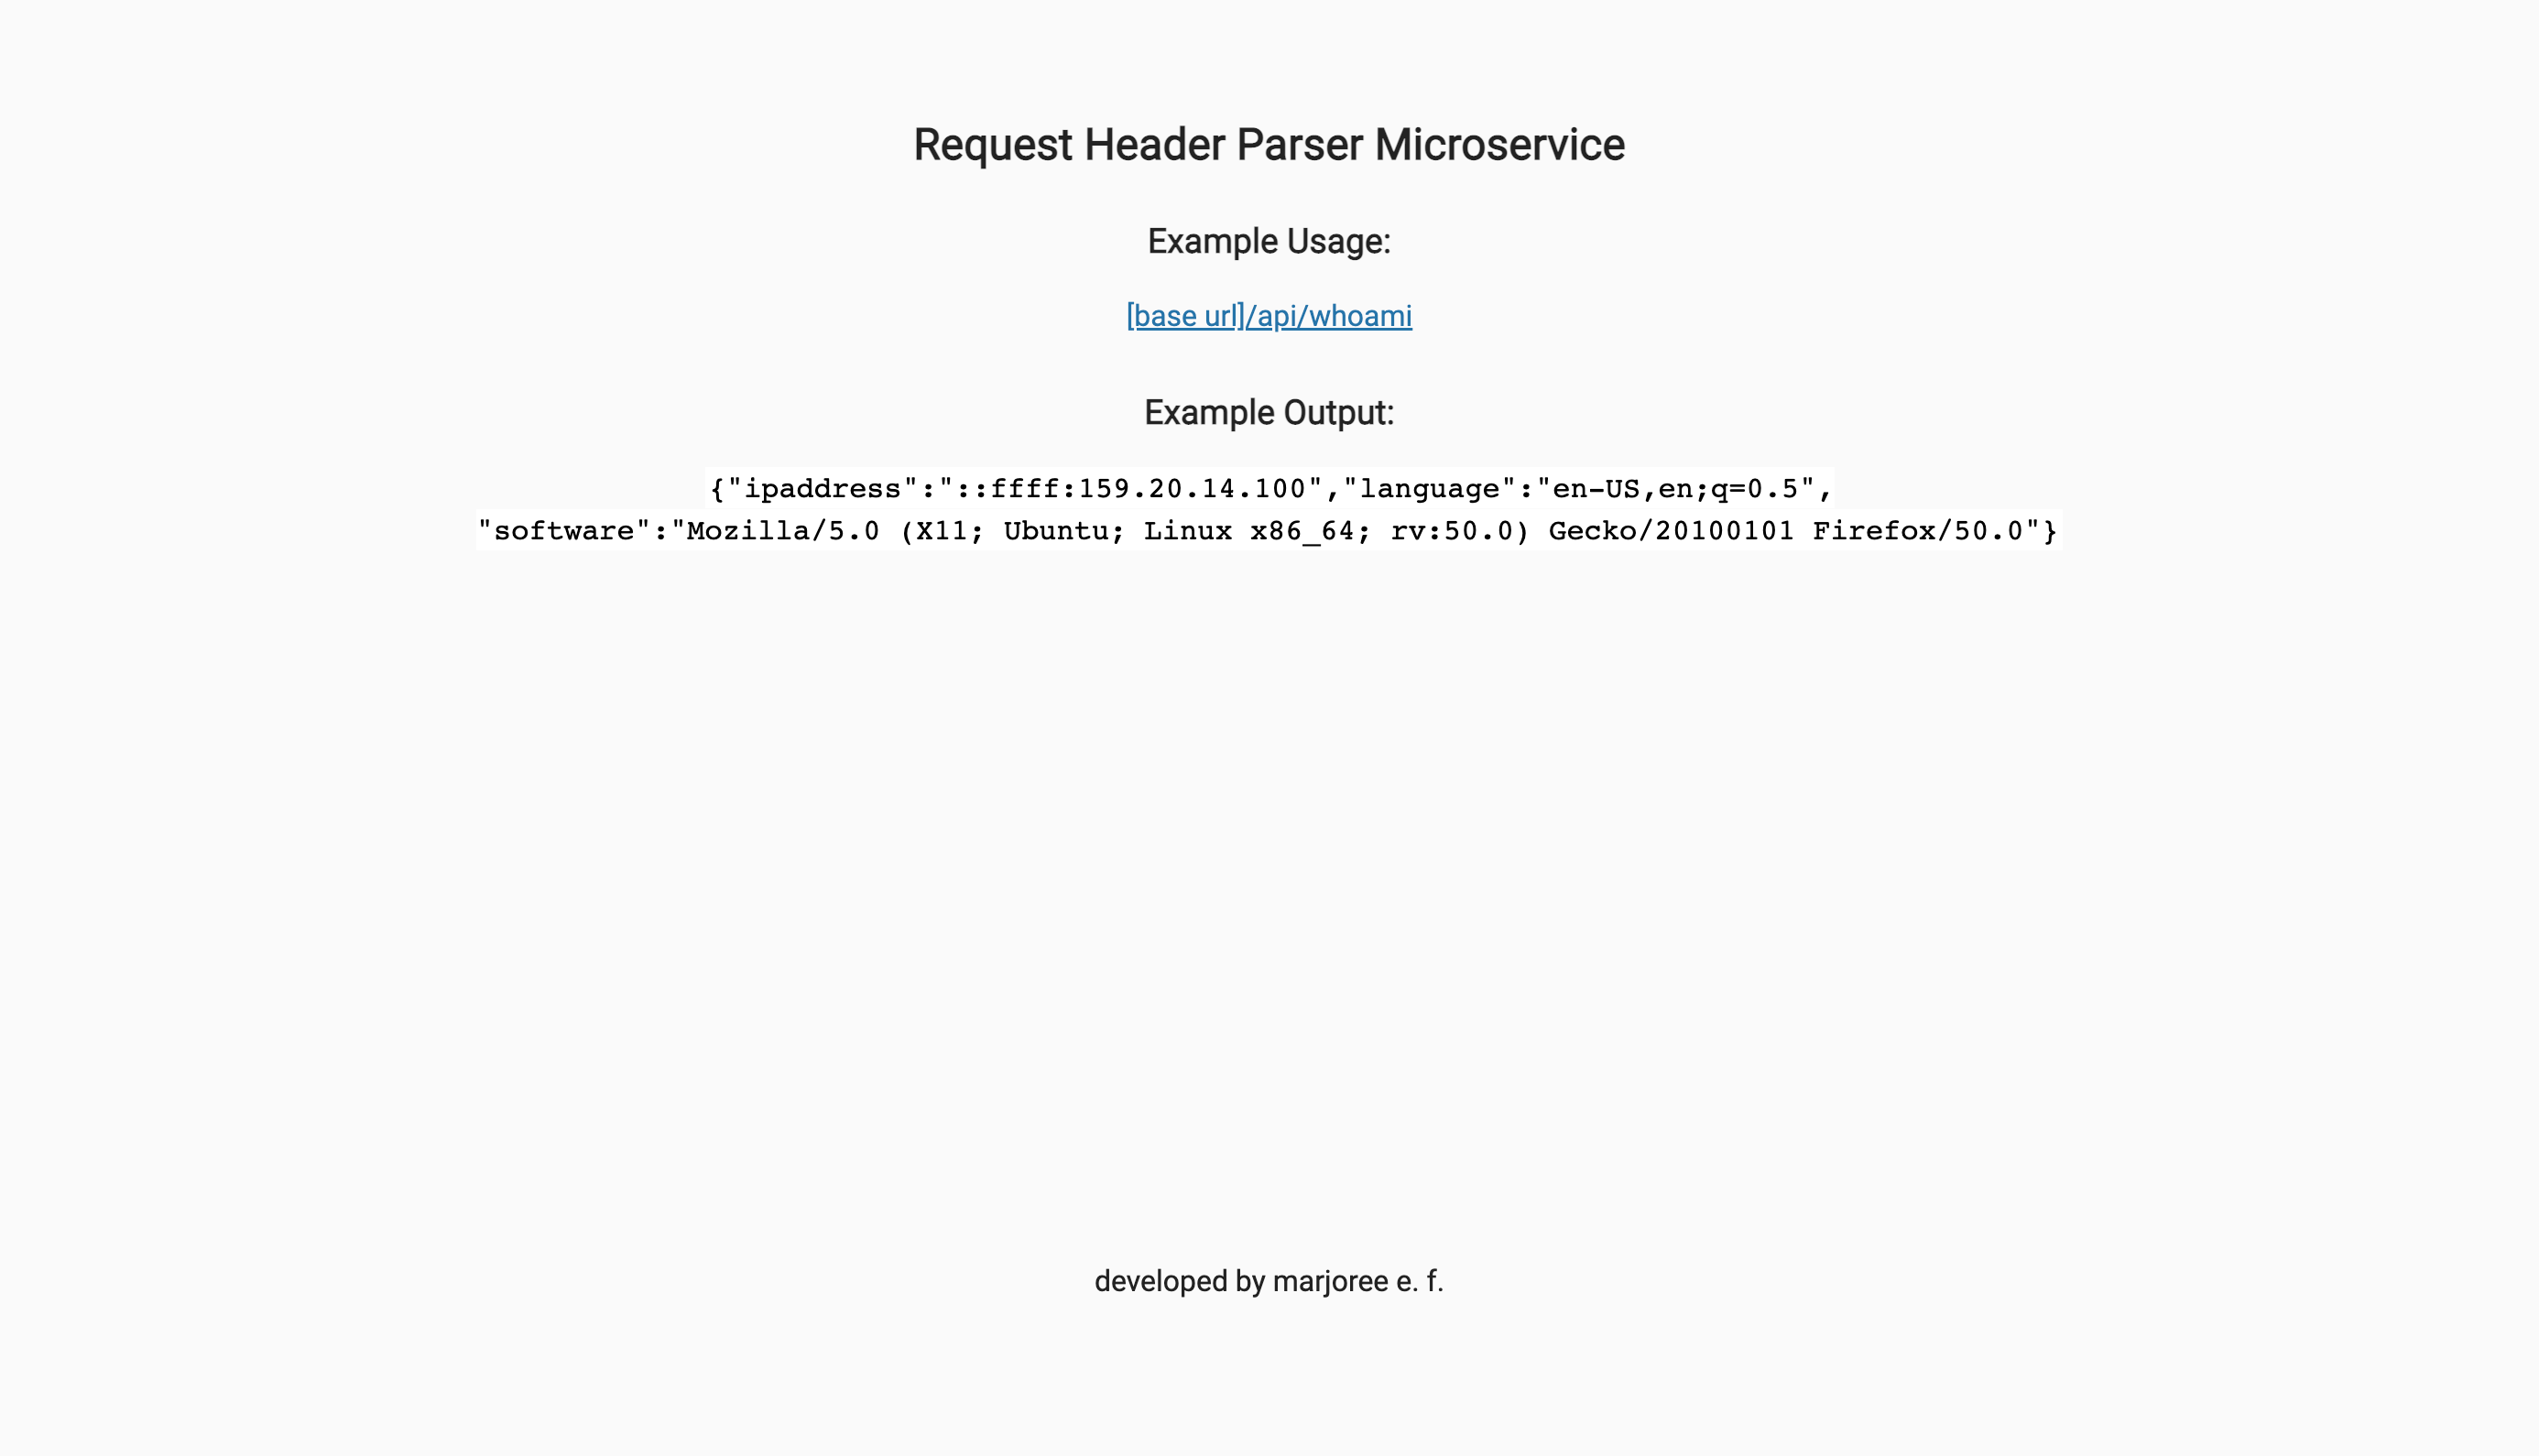 Request Header Parser Microservice
Example Usage:
[base url]/api/whoami
Example Output:
{"ipaddress":"::ffff:159.20.14.100","language":"en-US,en;q=0.5",
"software":"Mozilla/5.0 (X11; Ubuntu; Linux x86_64; rv:50.0) Gecko/20100101 Firefox/50.0"}
developed by marjoree e. f.